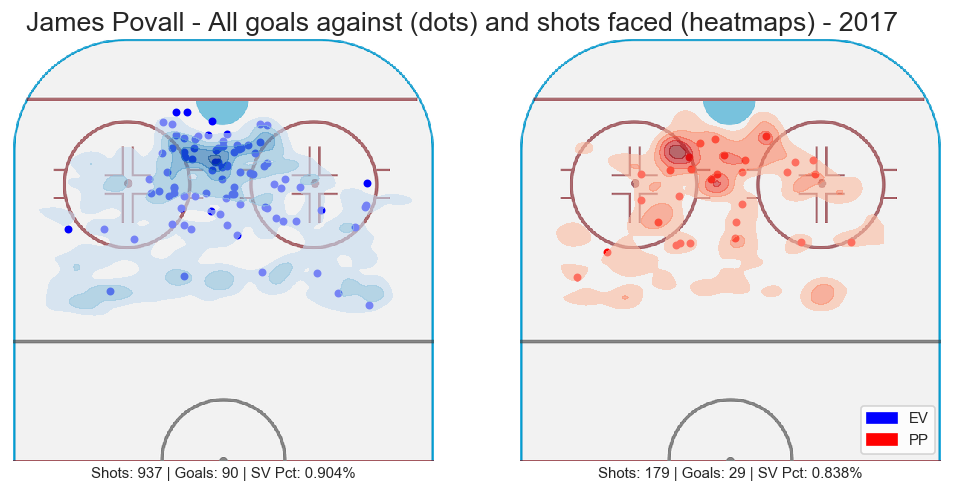 James Povall - All goals against (dots) and shots faced (heatmaps) - 2017
EV
PP
Shots: 937 | Goals: 90 | SV Pct: 0.904%
Shots: 179 | Goals: 29 | SV Pct: 0.838%